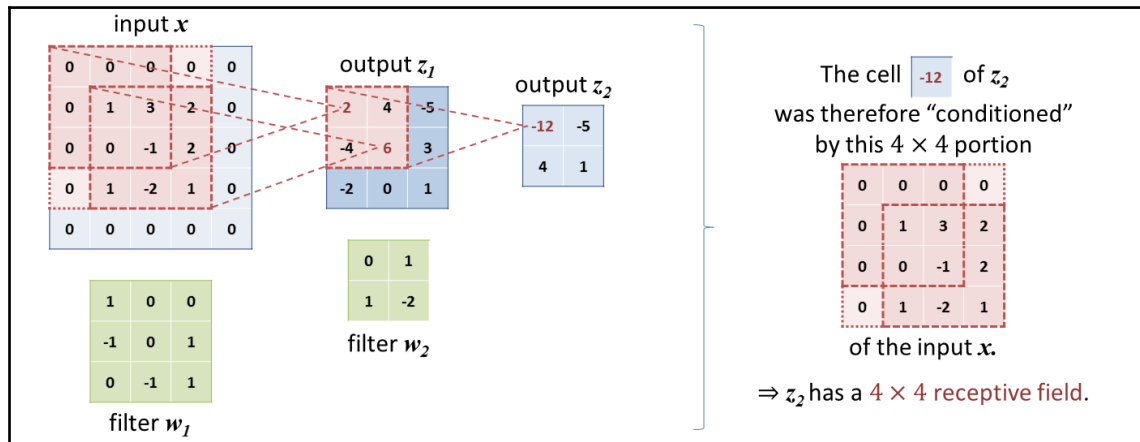 input x
0 0 0 0 0
0 1 3 2 0
0 0 -1 2 0
0 1 -2 1 0
0 0 0 0 0
1 0 0
-1 0 1
0 -1 1
filter w1
output z1
-2 4 -5
-4 6 3
-2 0 1
0 1
1 -2
filter w2
output z2
-12 -5
4 1
The cell -12 of z2
was therefore “conditioned”
by this 4 × 4 portion
0 0 0 0
0 1 3 2
0 0 -1 2
0 1 -2 1
of the input x.
⇒ z2 has a 4 × 4 receptive field.